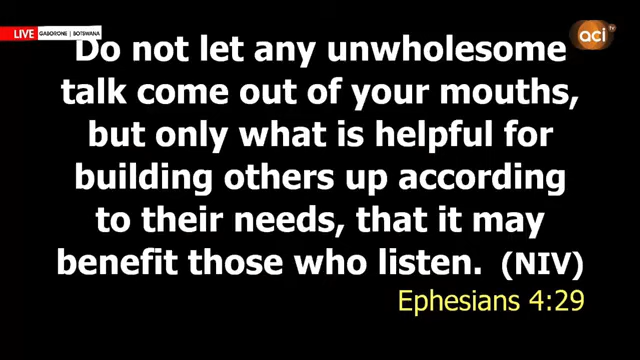 LIVE GABORONE | BOTSWANA
aci tv
Do not let any unwholesome
talk come out of your mouths,
but only what is helpful for
building others up according
to their needs, that it may
benefit those who listen. (NIV)
Ephesians 4:29